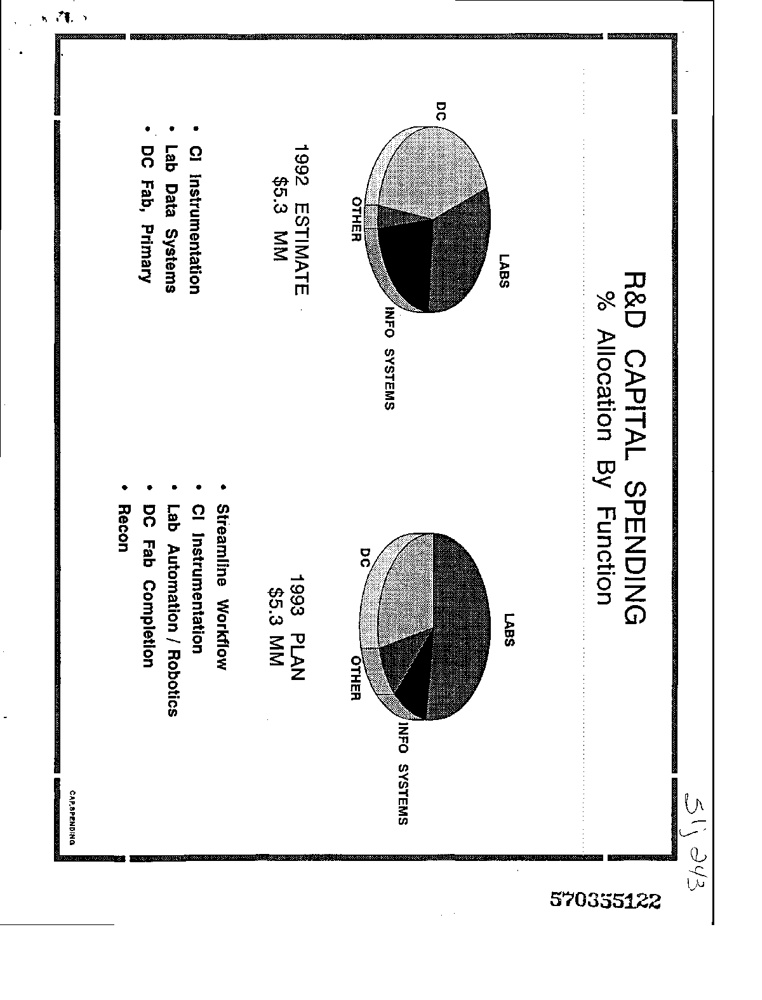 R&D CAPITAL SPENDING
% Allocation By Function
LABS
DC
OTHER
INFO SYSTEMS
1992 ESTIMATE
$5.3 MM
• CI Instrumentation
• Lab Data Systems
• DC Fab, Primary
LABS
DC
OTHER
INFO SYSTEMS
1993 PLAN
$5.3 MM
• Streamline Workflow
• CI Instrumentation
• Lab Automation / Robotics
• DC Fab Completion
• Recon
CAP.SPENDING
570355122